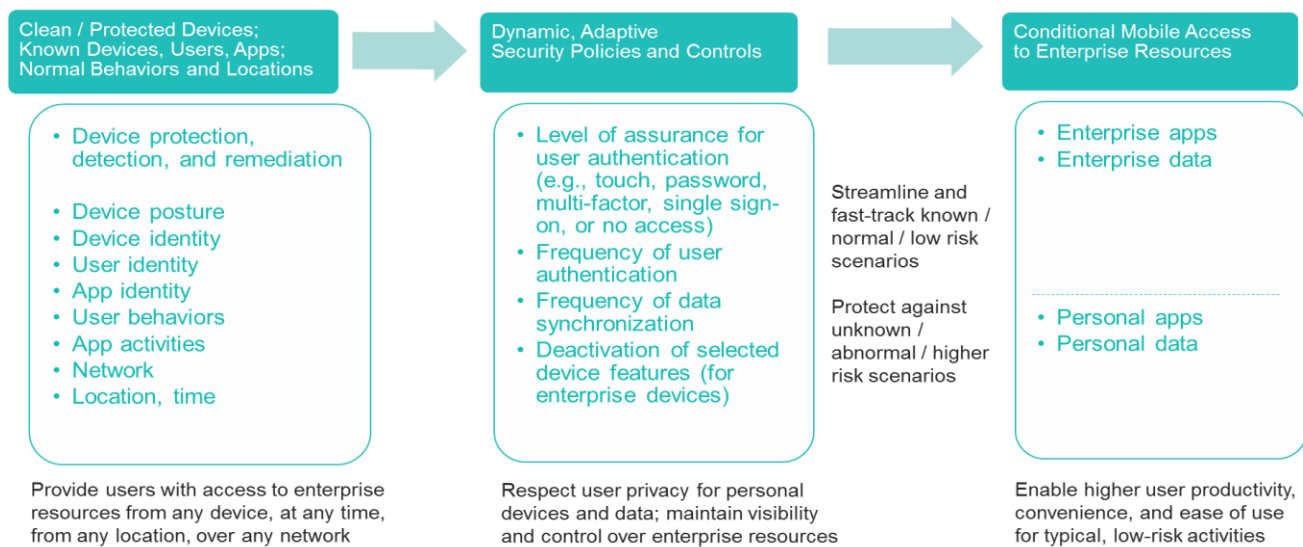 Clean / Protected Devices;
Known Devices, Users, Apps;
Normal Behaviors and Locations
• Device protection,
detection, and remediation
• Device posture
• Device identity
• User identity
• App identity
• User behaviors
• App activities
• Network
• Location, time
Provide users with access to enterprise
resources from any device, at any time,
from any location, over any network
Dynamic, Adaptive
Security Policies and Controls
• Level of assurance for
user authentication
(e.g., touch, password,
multi-factor, single sign-
on, or no access)
• Frequency of user
authentication
• Frequency of data
synchronization
• Deactivation of selected
device features (for
enterprise devices)
Respect user privacy for personal
devices and data; maintain visibility
and control over enterprise resources
Streamline and
fast-track known /
normal / low risk
scenarios
Protect against
unknown /
abnormal / higher
risk scenarios
Conditional Mobile Access
to Enterprise Resources
• Enterprise apps
• Enterprise data
• Personal apps
• Personal data
Enable higher user productivity,
convenience, and ease of use
for typical, low-risk activities